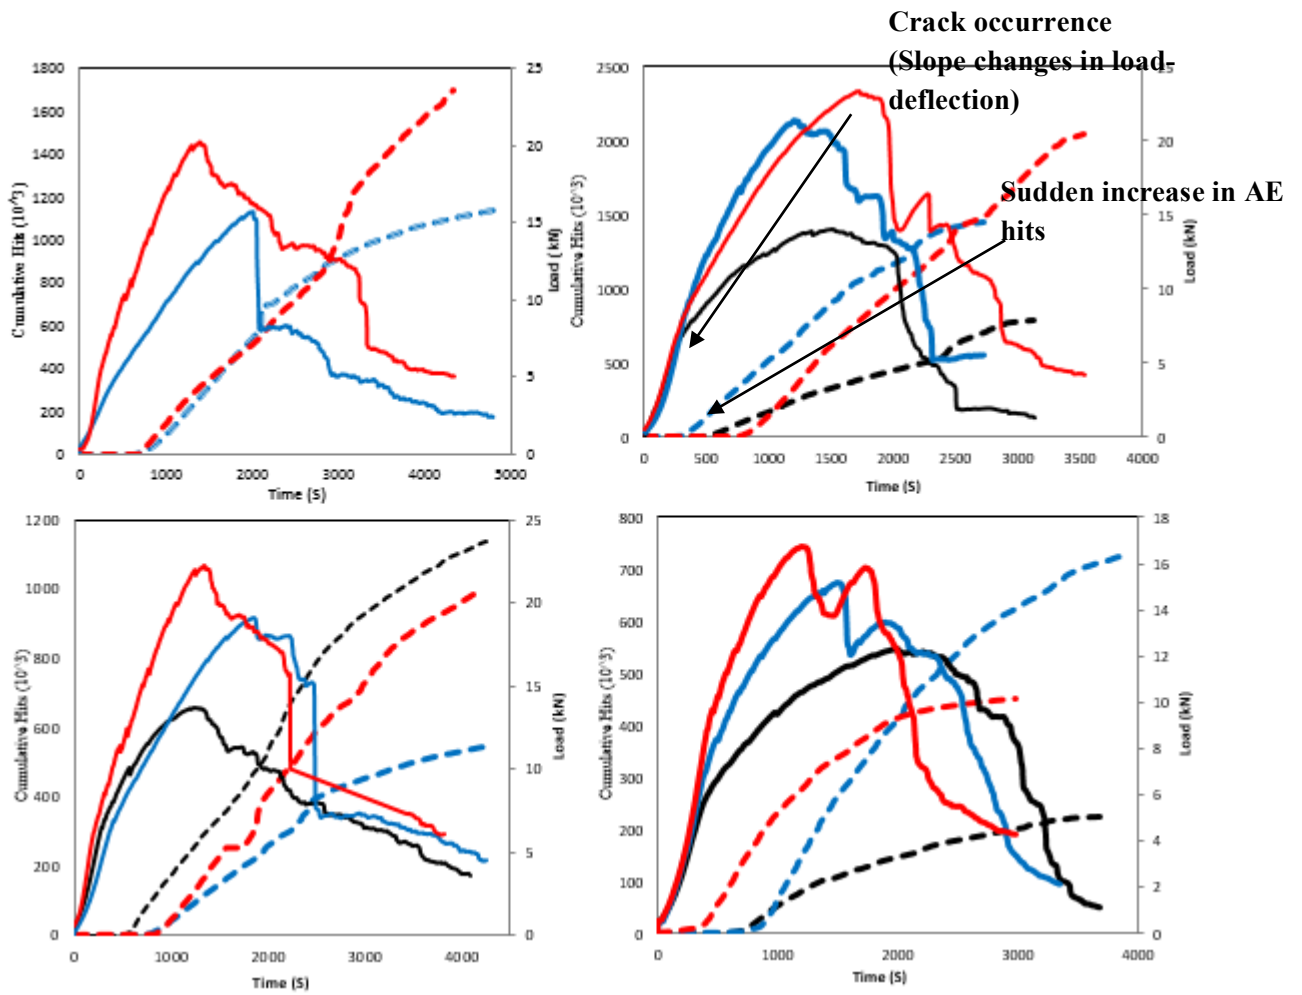 Crack occurrence
(Slope changes in load-
deflection)
Sudden increase in AE
hits
1800
1600
1400
1200
1000
800
600
400
200
0
Cumulative Hits (10^3)
25
20
15
10
5
0
Load (kN)
0 1000 2000 3000 4000 5000
Time (S)
2500
2000
1500
1000
500
0
Cumulative Hits (10^3)
20
15
10
5
0
Load (kN)
0 500 1000 1500 2000 2500 3000 3500 4000
Time (S)
1200
1000
800
600
400
200
0
Cumulative Hits (10^3)
25
20
15
10
5
0
Load (kN)
0 1000 2000 3000 4000
Time (S)
800
700
600
500
400
300
200
100
0
Cumulative Hits (10^3)
18
16
14
12
10
8
6
4
2
0
Load (kN)
0 1000 2000 3000 4000
Time (S)